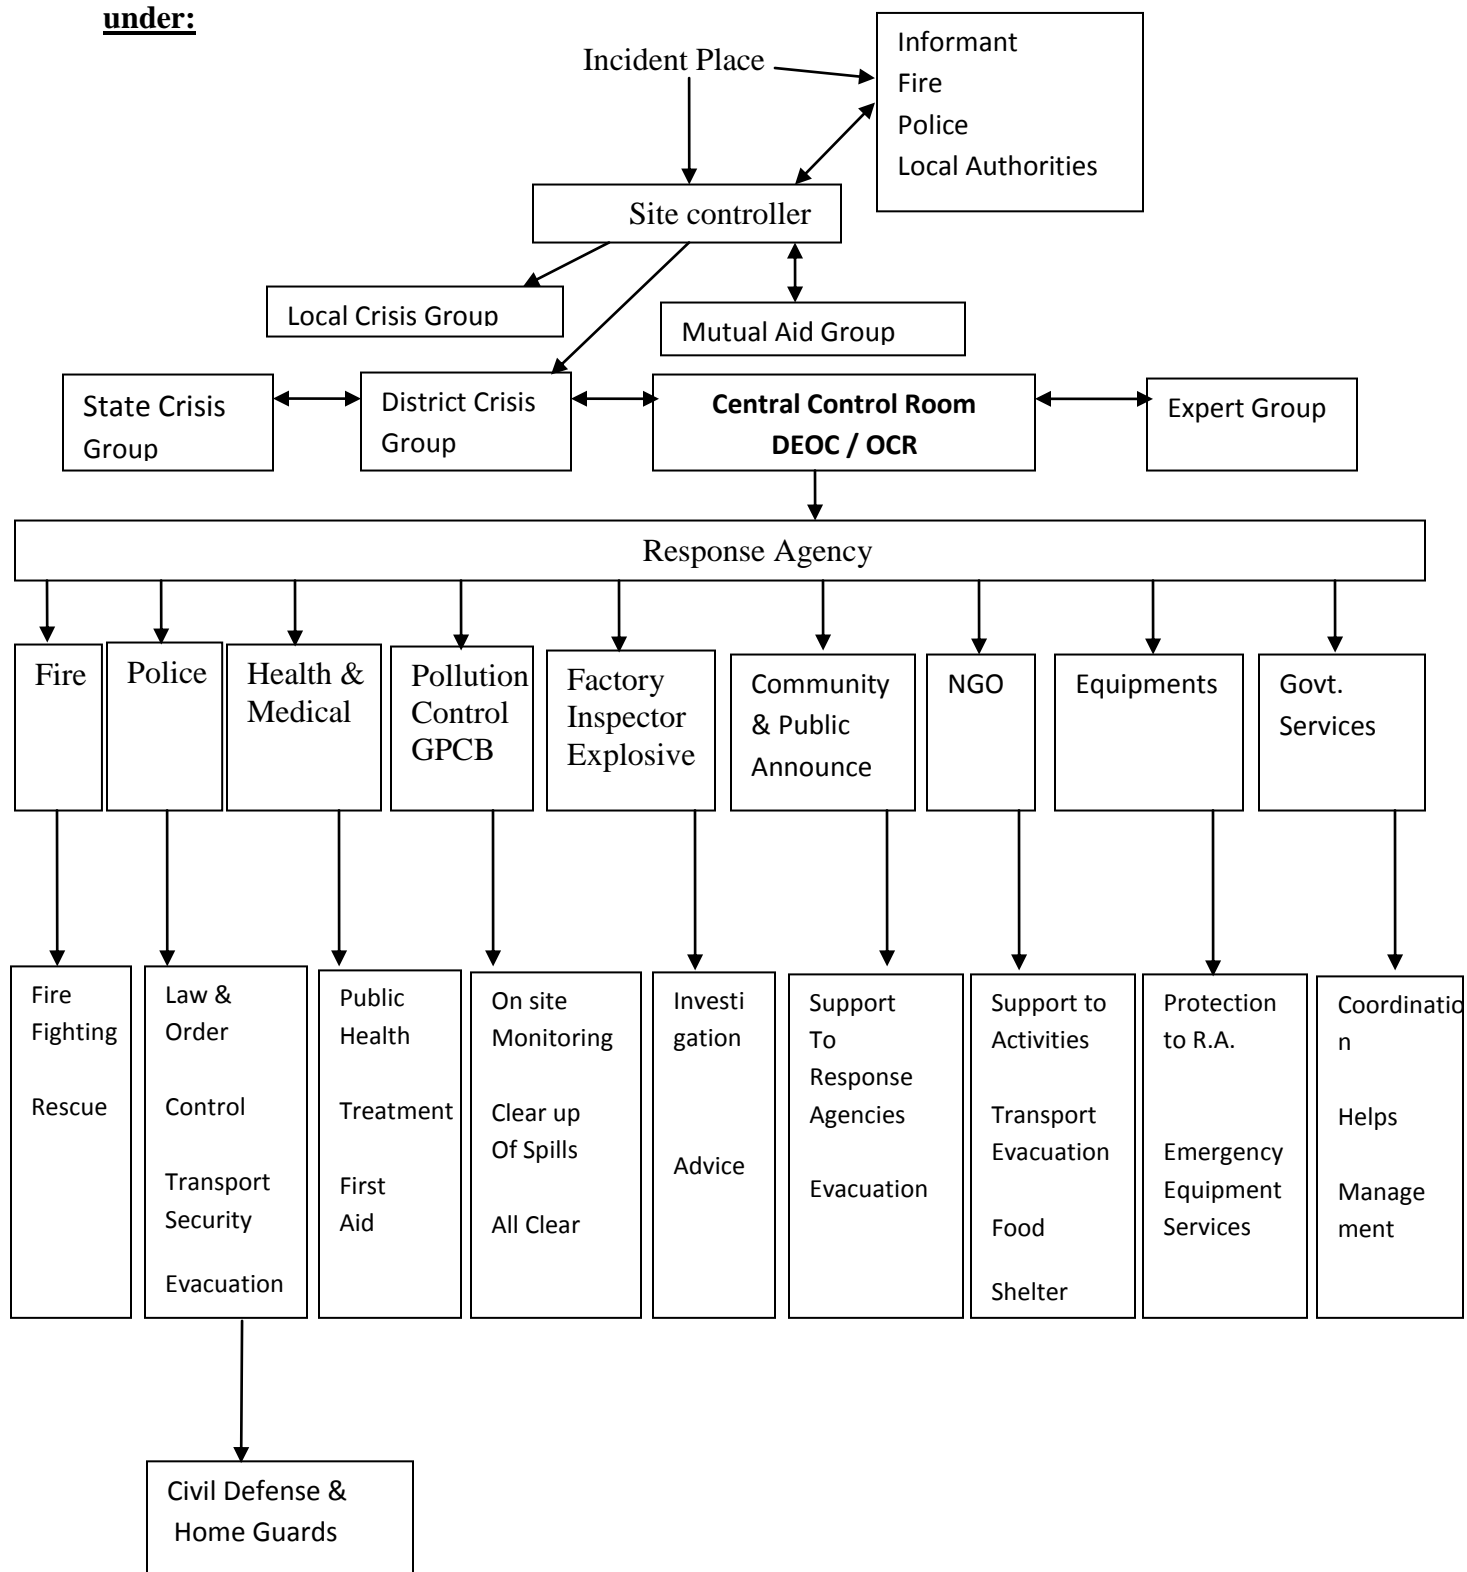 under:
Incident Place
Informant
Fire
Police
Local Authorities
Site controller
Local Crisis Group
Mutual Aid Group
State Crisis
Group
District Crisis
Group
Central Control Room
DEOC / OCR
Expert Group
Response Agency
Fire
Police
Health &
Medical
Pollution
Control
GPCB
Factory
Inspector
Explosive
Community
& Public
Announce
NGO
Equipments
Govt.
Services
Fire
Fighting
Rescue
Law &
Order
Control
Transport
Security
Evacuation
Public
Health
Treatment
First
Aid
On site
Monitoring
Clear up
Of Spills
All Clear
Investi
gation
Advice
Support
To
Response
Agencies
Evacuation
Support to
Activities
Transport
Evacuation
Food
Shelter
Protection
to R.A.
Emergency
Equipment
Services
Coordinatio
n
Helps
Manage
ment
Civil Defense &
Home Guards